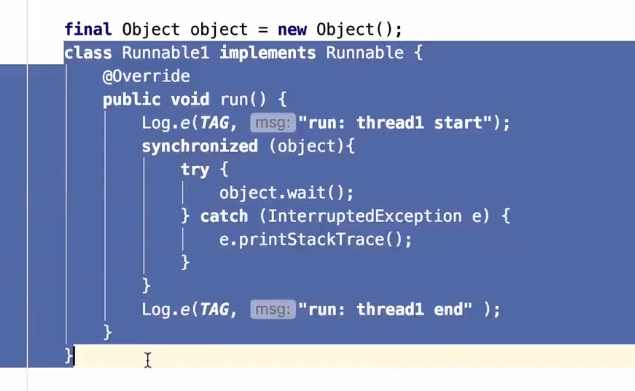 final Object object = new Object();
class Runnable1 implements Runnable {
@Override
public void run() {
Log.e(TAG, msg: "run: thread1 start");
synchronized (object){
try {
object.wait();
} catch (InterruptedException e) {
e.printStackTrace();
}
}
Log.e(TAG, msg: "run: thread1 end" );
}
}